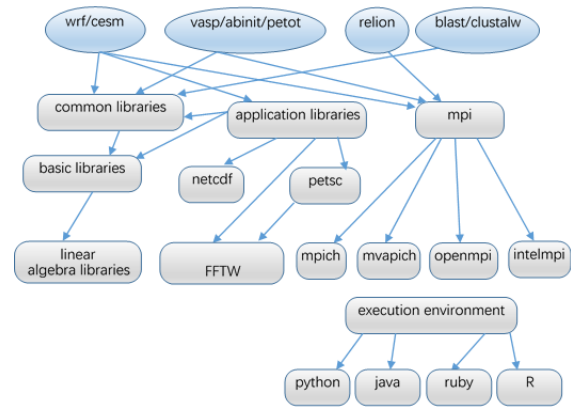 wrf/cesm
vasp/abinit/petot
relion
blast/clustalw
common libraries
application libraries
mpi
basic libraries
netcdf
petsc
linear
algebra libraries
FFTW
mpich
mvapich
openmpi
intelmpi
execution environment
python
java
ruby
R